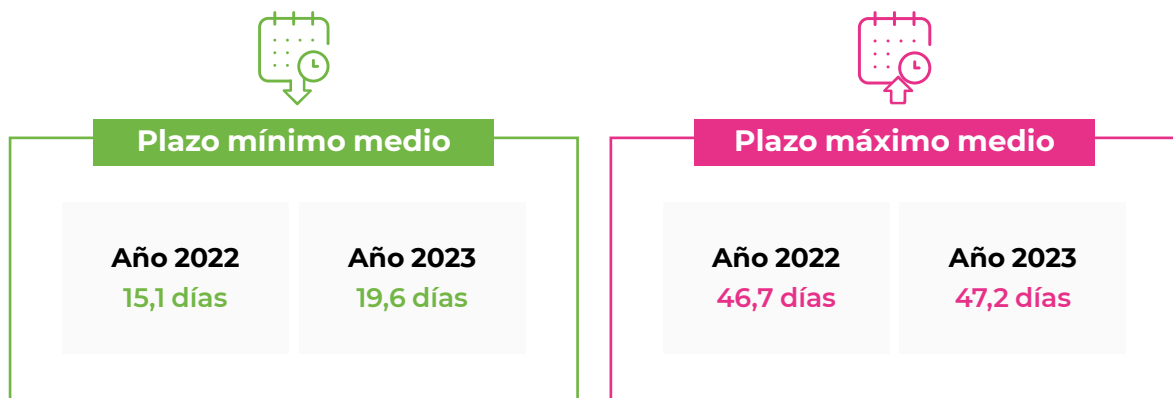 Plazo mínimo medio
Año 2022
15,1 días
Año 2023
19,6 días
Plazo máximo medio
Año 2022
46,7 días
Año 2023
47,2 días